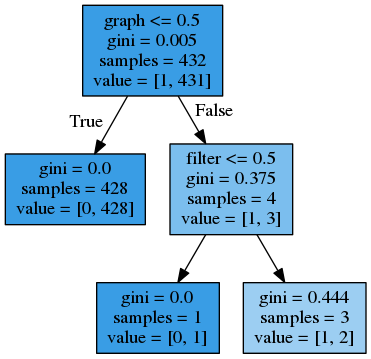 graph <= 0.5
gini = 0.005
samples = 432
value = [1, 431]
True
False
gini = 0.0
samples = 428
value = [0, 428]
filter <= 0.5
gini = 0.375
samples = 4
value = [1, 3]
gini = 0.0
samples = 1
value = [0, 1]
gini = 0.444
samples = 3
value = [1, 2]